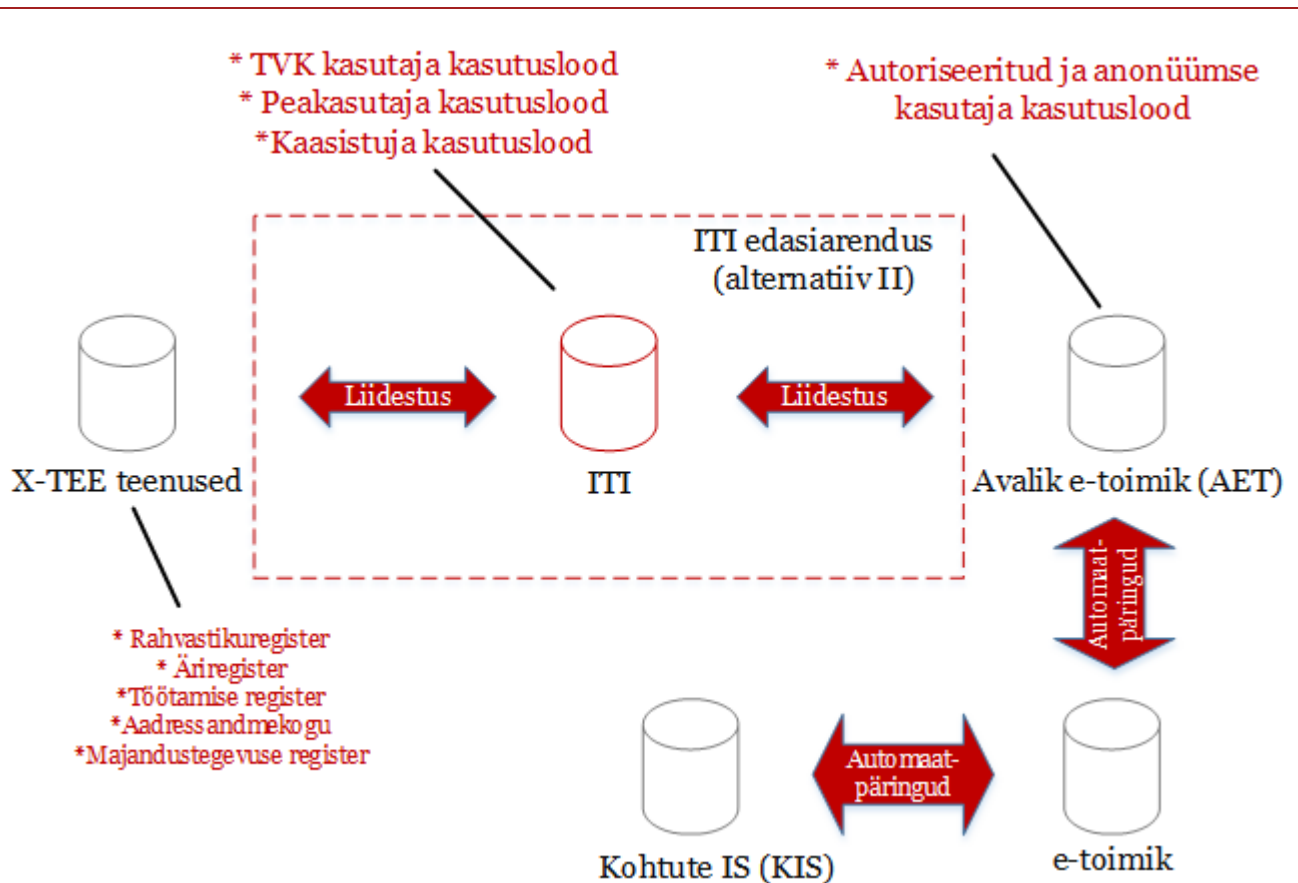 * TVK kasutaja kasutuslood
* Peakasutaja kasutuslood
*Kaasistuja kasutuslood
* Autoriseeritud ja anonüümse
kasutaja kasutuslood
ITI edasiarendus
(alternatiiv II)
Liidestus
Liidestus
X-TEE teenused
ITI
Avalik e-toimik (AET)
Automaat-
päringud
* Rahvastikuregister
* Äriregister
*Töötamise register
*Aadressandmekogu
*Majandustegevuse register
Automaat-
päringud
Kohtute IS (KIS)
e-toimik